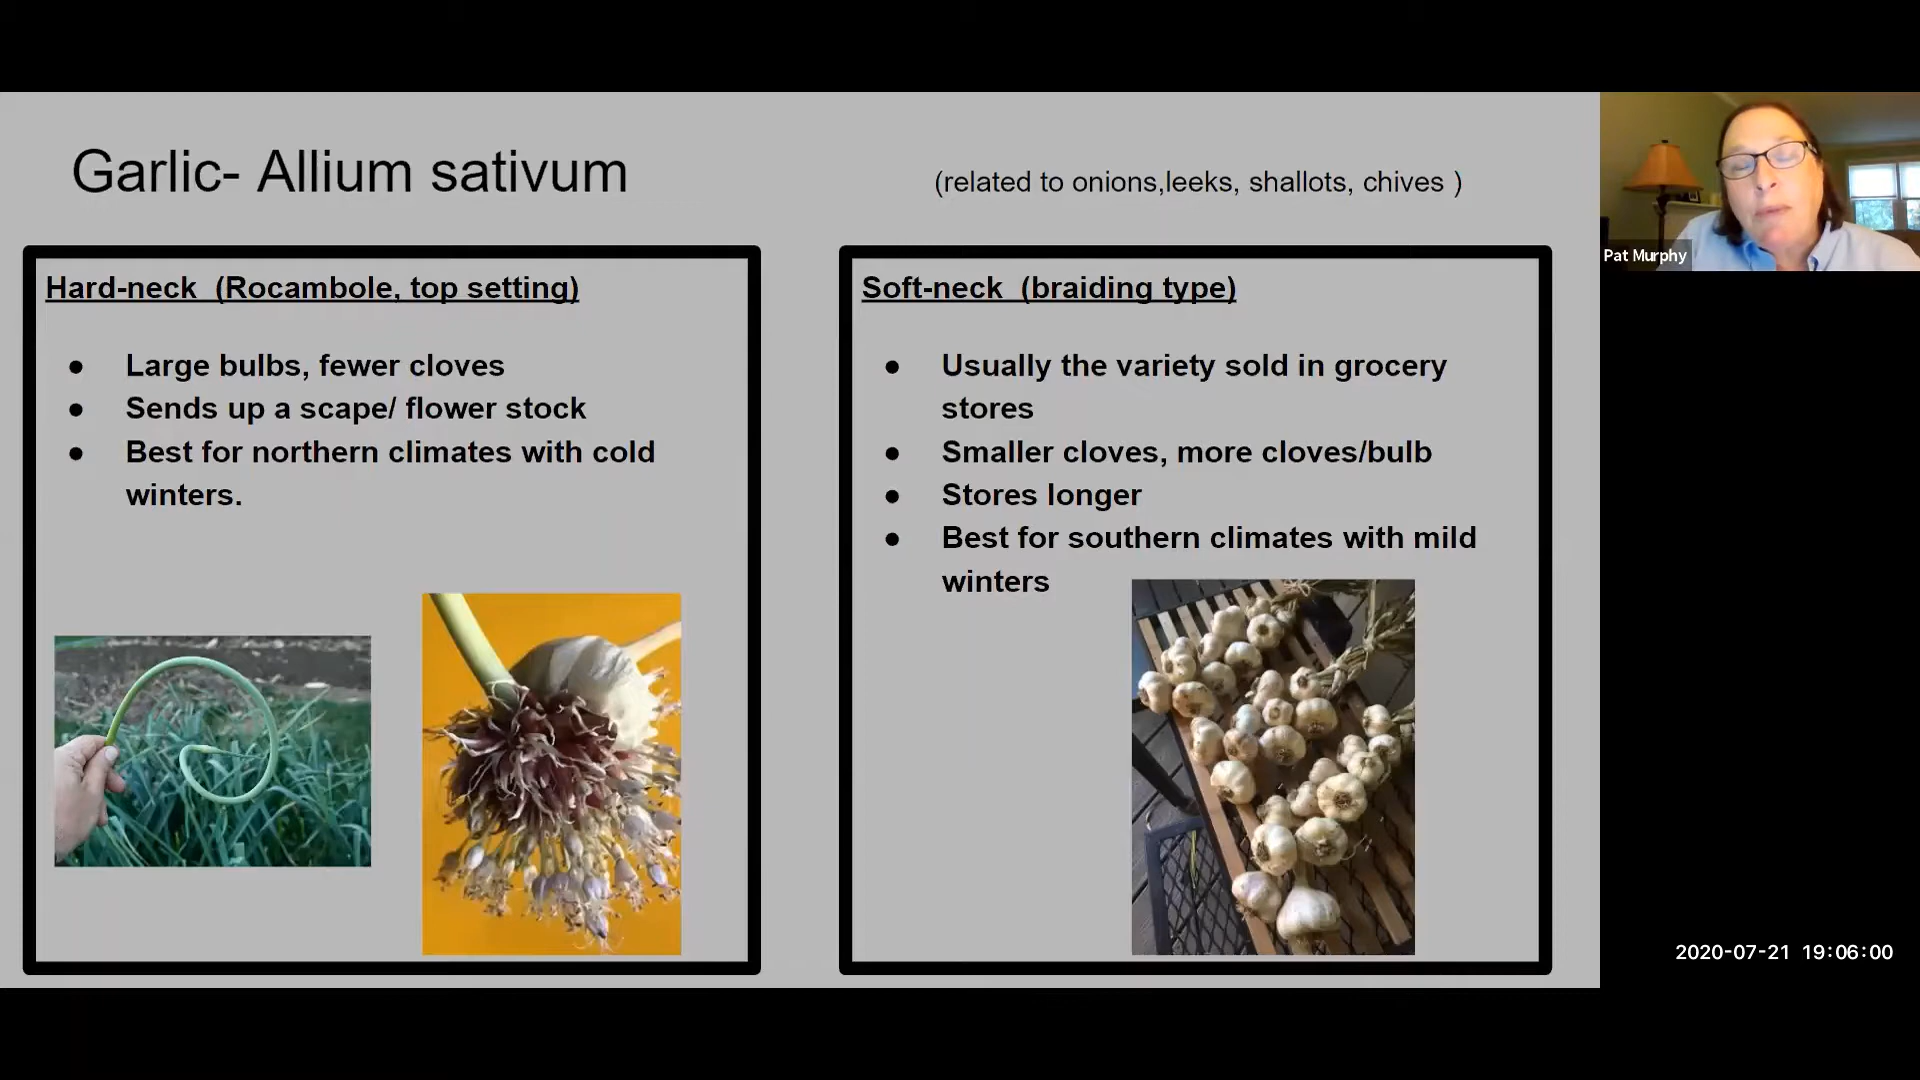 Garlic- Allium sativum
(related to onions,leeks, shallots, chives )
Hard-neck (Rocambole, top setting)
● Large bulbs, fewer cloves
● Sends up a scape/ flower stock
● Best for northern climates with cold
winters.
Soft-neck (braiding type)
● Usually the variety sold in grocery
stores
● Smaller cloves, more cloves/bulb
● Stores longer
● Best for southern climates with mild
winters
Pat Murphy
2020-07-21 19:06:00